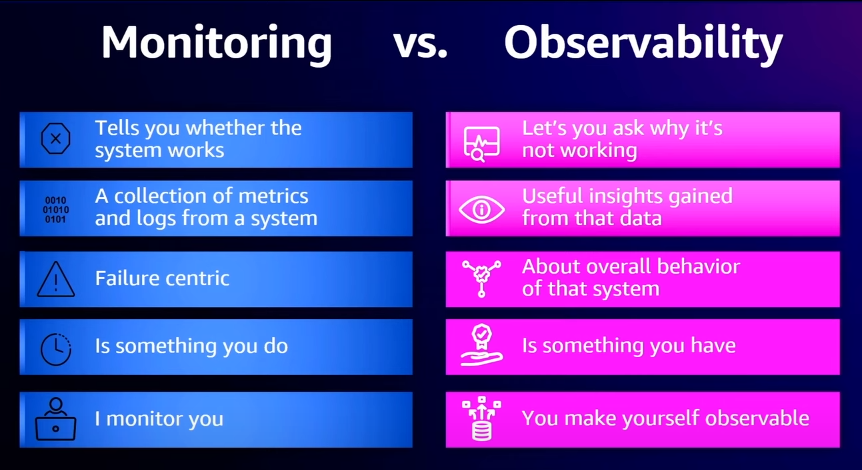 Monitoring vs. Observability
Tells you whether the
system works
Let's you ask why it's
not working
0010
01010
0101
A collection of metrics
and logs from a system
Useful insights gained
from that data
Failure centric
About overall behavior
of that system
Is something you do
Is something you have
I monitor you
You make yourself observable